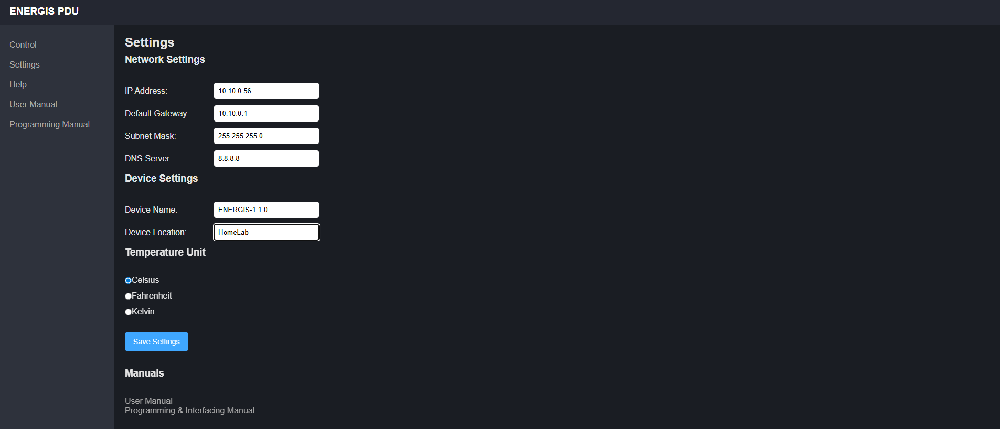 ENERGIS PDU
Control
Settings
Help
User Manual
Programming Manual
Settings
Network Settings
IP Address: 10.10.0.56
Default Gateway: 10.10.0.1
Subnet Mask: 255.255.255.0
DNS Server: 8.8.8.8
Device Settings
Device Name: ENERGIS-1.1.0
Device Location: HomeLab
Temperature Unit
Celsius
Fahrenheit
Kelvin
Save Settings
Manuals
User Manual
Programming & Interfacing Manual